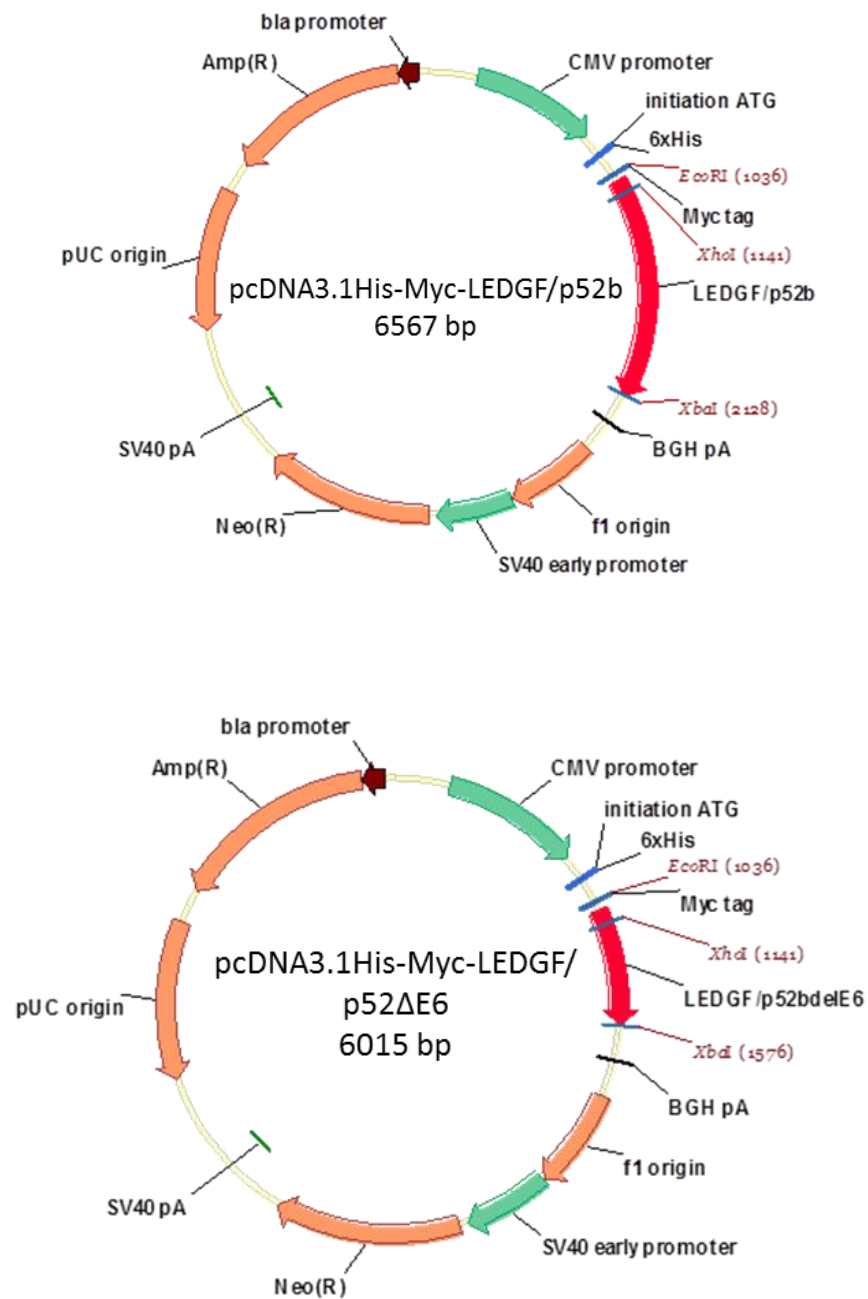 bla promoter
Amp(R)
CMV promoter
initiation ATG
6xHis
EcoRI (1036)
Myc tag
XhoI (1141)
pUC origin
pcDNA3.1His-Myc-LEDGF/p52b
LEDGF/p52b
6567 bp
XbaI (2128)
SV40 pA
BGH pA
Neo(R)
f1 origin
SV40 early promoter
bla promoter
Amp(R)
CMV promoter
initiation ATG
6xHis
EcoRI (1036)
Myc tag
XhoI (1141)
pcDNA3.1His-Myc-LEDGF/
p52ΔE6
6015 bp
pUC origin
LEDGF/p52bdelE6
XbaI (1576)
BGH pA
f1 origin
SV40 pA
SV40 early promoter
Neo(R)